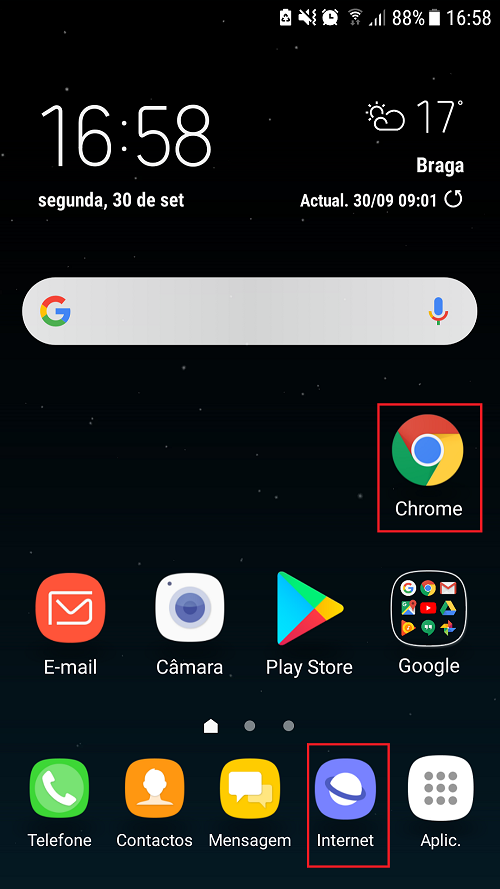 88% 16:58
16:58
17°
Braga
segunda, 30 de set
Actual. 30/09 09:01
Chrome
E-mail
Câmara
Play Store
Google
Telefone
Contactos
Mensagem
Internet
Aplic.